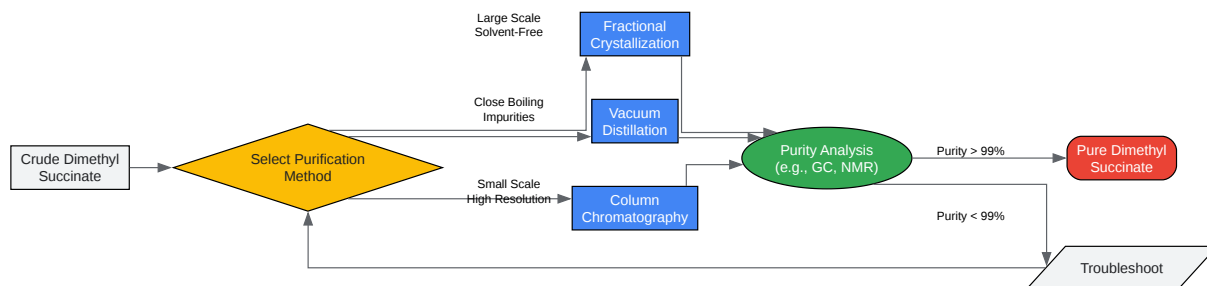 Large Scale
Solvent-Free
Fractional
Crystallization
Close Boiling
Impurities
Vacuum
Distillation
Crude Dimethyl
Succinate
Select Purification
Method
Purity Analysis
(e.g., GC, NMR)
Purity > 99%
Pure Dimethyl
Succinate
Small Scale
High Resolution
Column
Chromatography
Purity < 99%
Troubleshoot